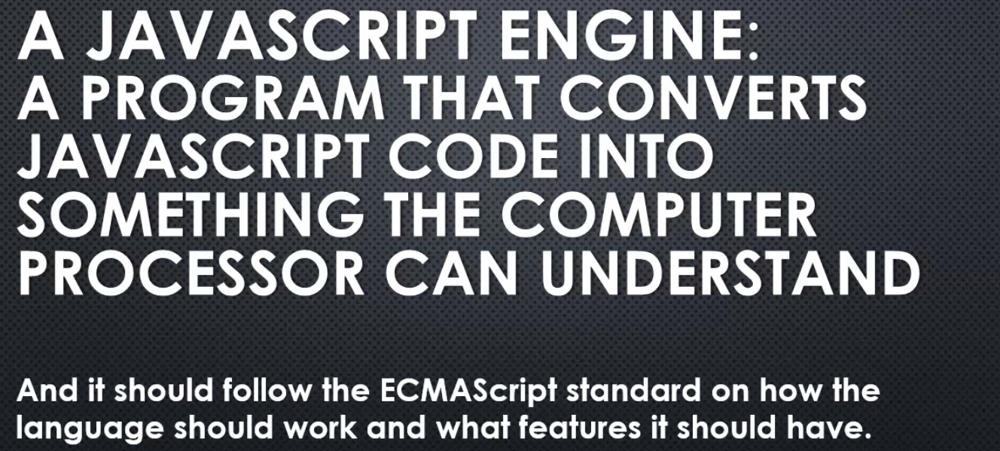 A JAVASCRIPT ENGINE:
A PROGRAM THAT CONVERTS
JAVASCRIPT CODE INTO
SOMETHING THE COMPUTER
PROCESSOR CAN UNDERSTAND
And it should follow the ECMAScript standard on how the
language should work and what features it should have.